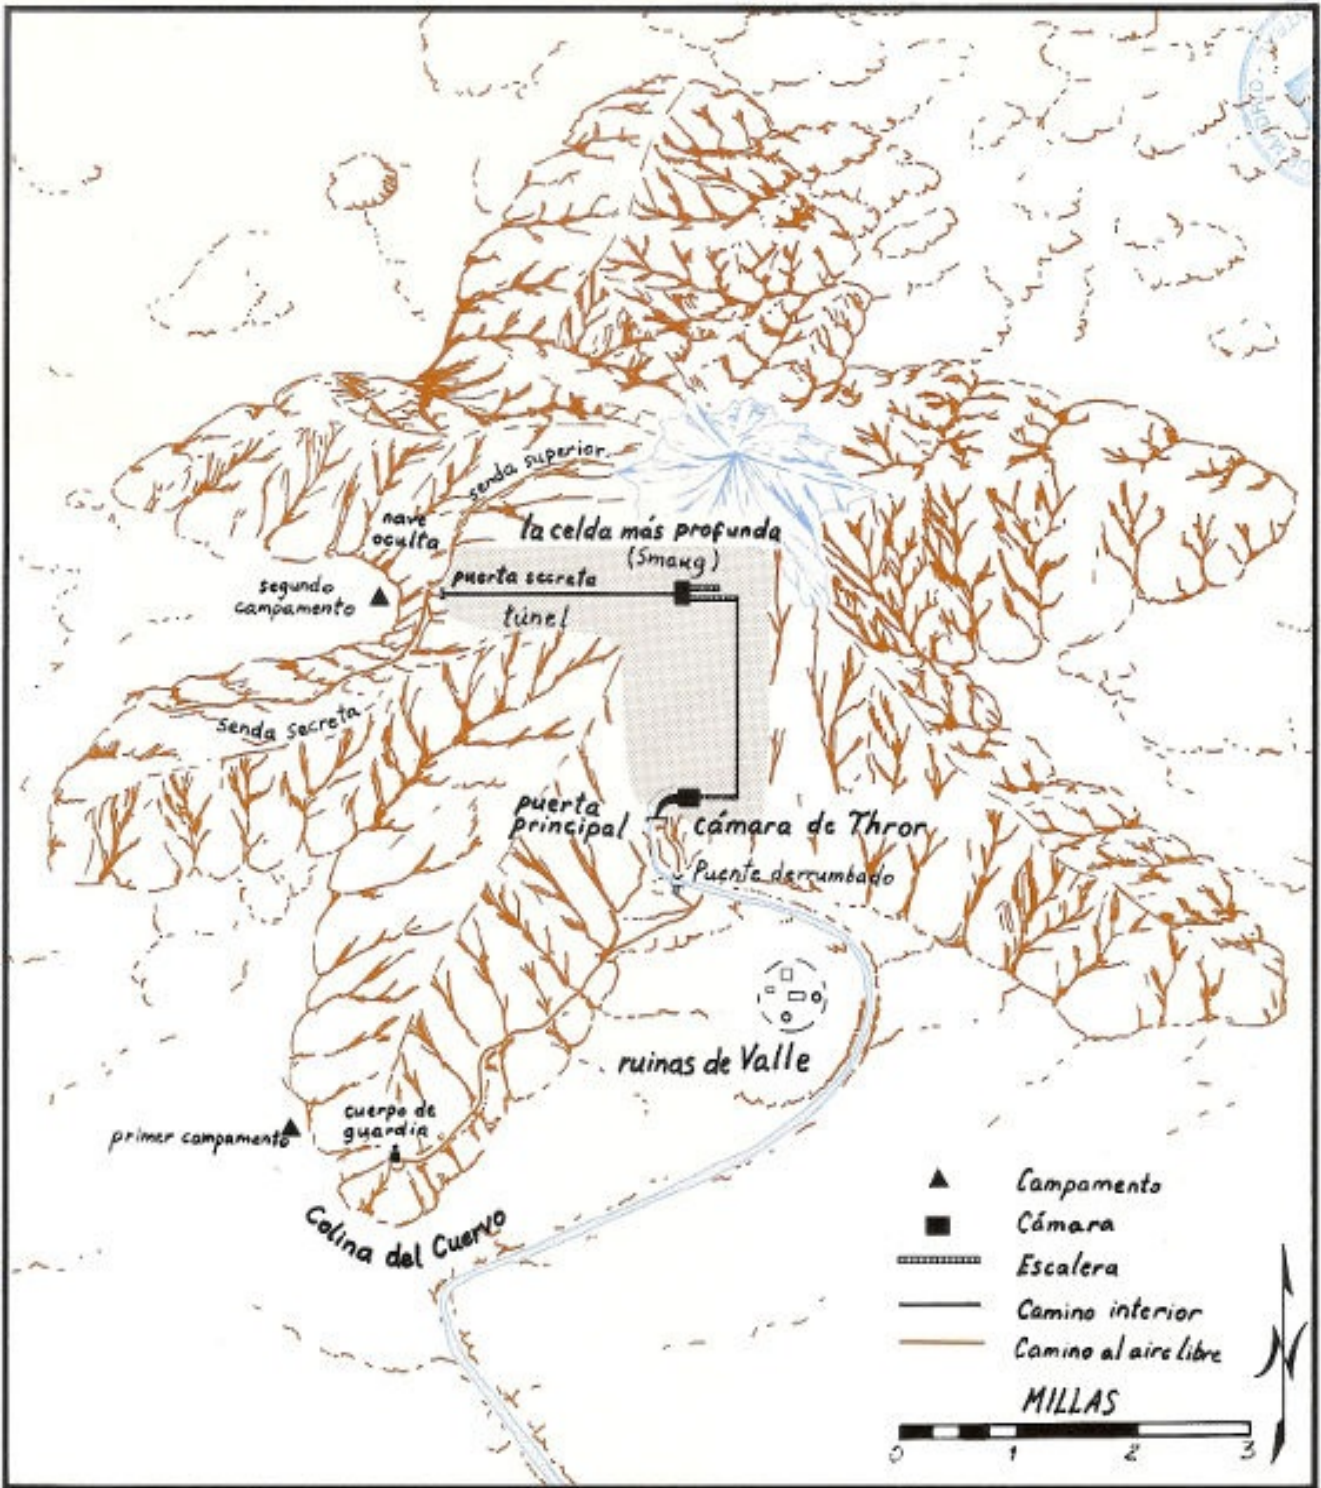 senda superior
nave
oculta
la celda más profunda
(Smaug)
puerta secreta
segundo
campamento
túnel
senda secreta
puerta
principal
cámara de Thror
Puente derrumbado
ruinas de Valle
cuerpo de
guardia
primer campamento
Colina del Cuervo
Campamento
Cámara
Escalera
Camino interior
Camino al aire libre
N
MILLAS
0 1 2 3